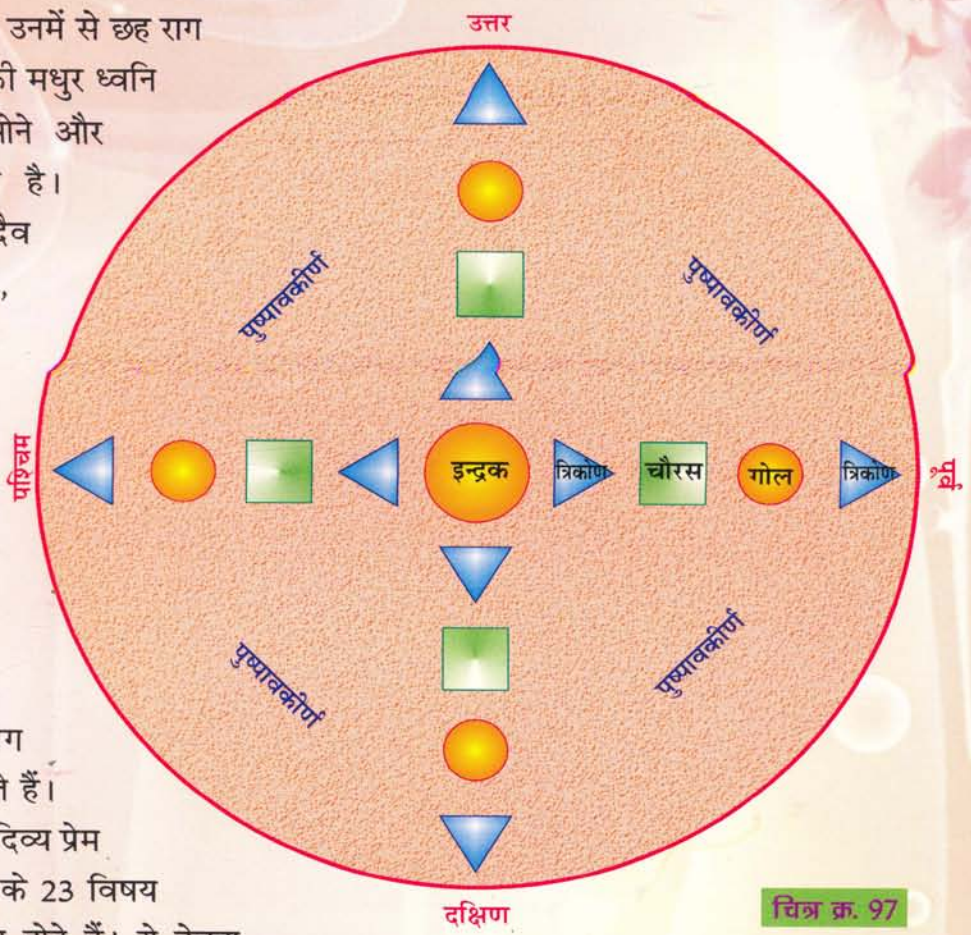 उनमें से छह राग
मधुर ध्वनि
और
है।
,
उत्तर
पुष्पावकीर्ण
पुष्पावकीर्ण
पश्चिम
इन्द्रक त्रिकोण चौरस गोल त्रिकोण
पूर्व
पुष्पावकीर्ण
पुष्पावकीर्ण
हैं।
दिव्य प्रेम
के 23 विषय
दक्षिण
चित्र क्र. 97